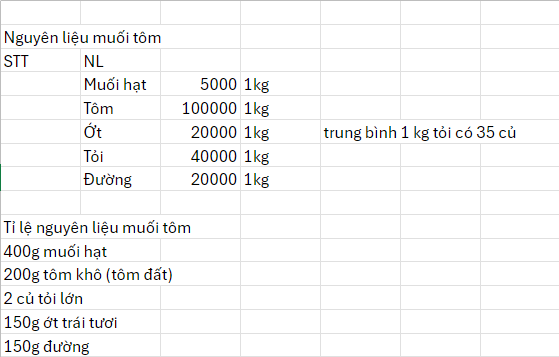 Nguyên liệu muối tôm
STT NL
Muối hạt 5000 1kg
Tôm 100000 1kg
Ớt 20000 1kg trung bình 1 kg tỏi có 35 củ
Tỏi 40000 1kg
Đường 20000 1kg
Tỉ lệ nguyên liệu muối tôm
400g muối hạt
200g tôm khô (tôm đất)
2 củ tỏi lớn
150g ớt trái tươi
150g đường